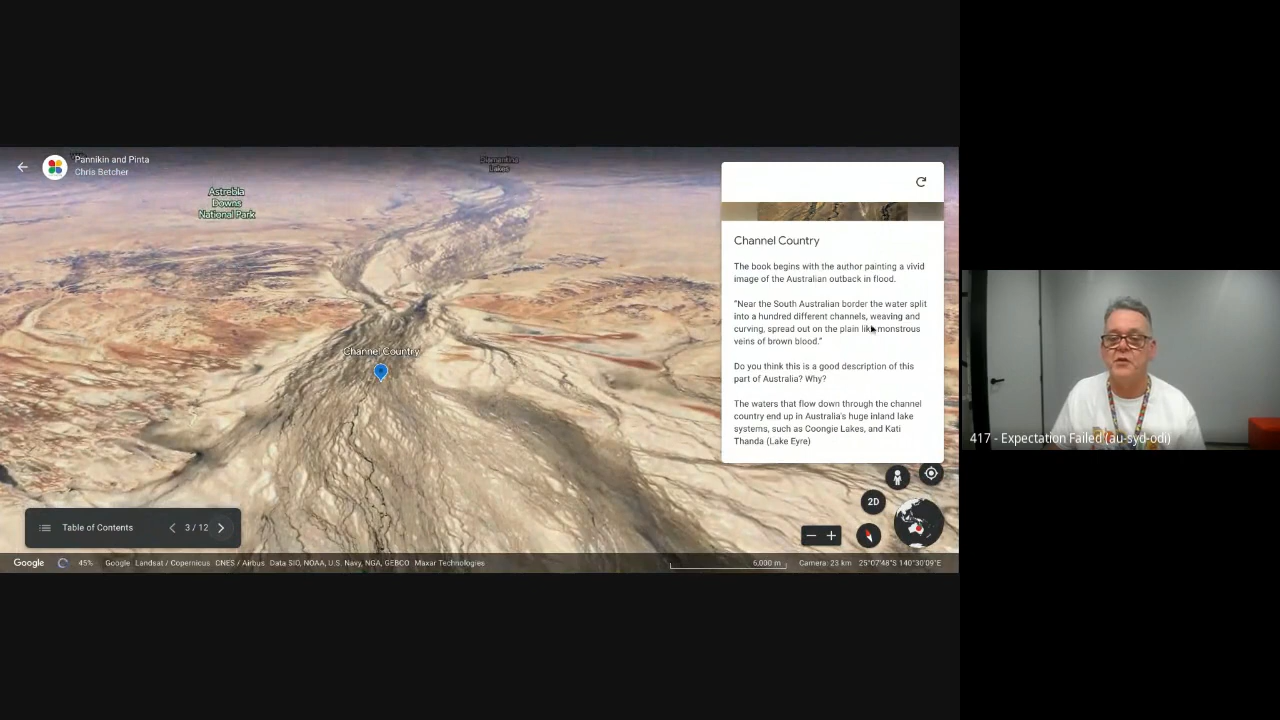 Pannikin and Pinta
Chris Betcher
Diamantina
Lakes
Astrebla
Downs
National Park
Channel Country
Channel Country
The book begins with the author painting a vivid
image of the Australian outback in flood.
"Near the South Australian border the water split
into a hundred different channels, weaving and
curving, spread out on the plain like monstrous
veins of brown blood."
Do you think this is a good description of this
part of Australia? Why?
The waters that flow down through the channel
country end up in Australia's huge inland lake
systems, such as Coongie Lakes, and Kati
Thanda (Lake Eyre)
417 - Expectation Failed (au-syd-odi)
2D
Table of Contents 3 / 12
Google 45% Google Landsat / Copernicus CNES / Airbus Data SIO, NOAA, U.S. Navy, NGA, GEBCO Maxar Technologies 6,000 m Camera: 23 km 25°07'48"S 140°30'09"E